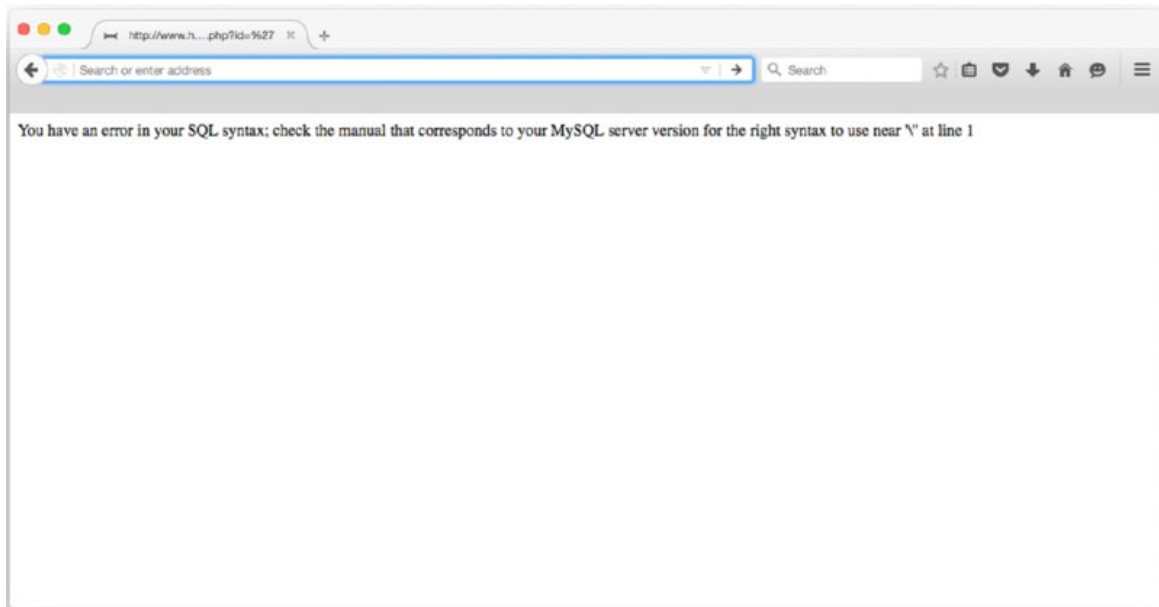 http://www.h....php?id=%27
Search or enter address
Search
You have an error in your SQL syntax; check the manual that corresponds to your MySQL server version for the right syntax to use near '\'' at line 1